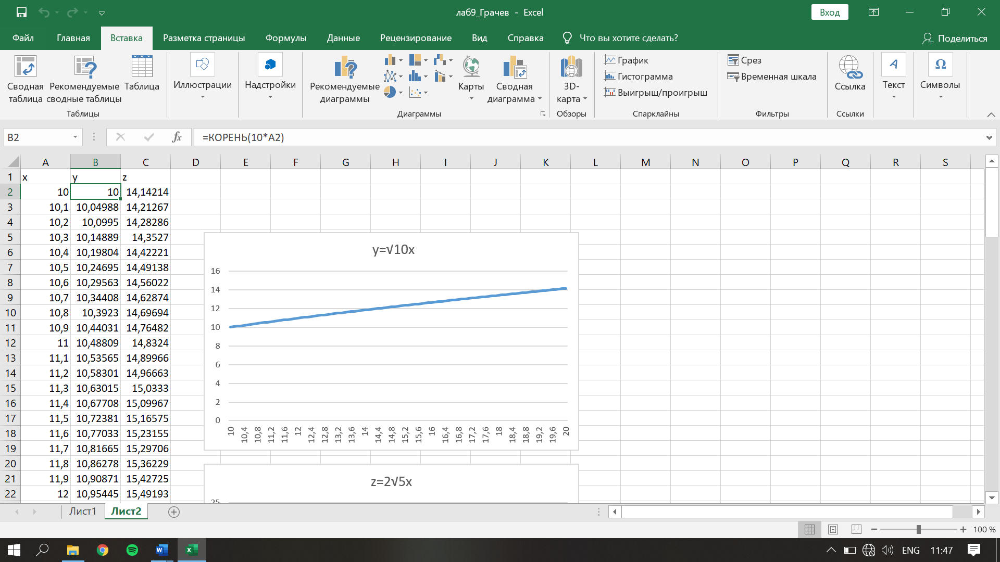 лаб9_Грачев - Excel
Вход
Файл Главная Вставка Разметка страницы Формулы Данные Рецензирование Вид Справка Что вы хотите сделать? Поделиться
Сводная таблица
Рекомендуемые сводные таблицы
Таблица
Таблицы
Иллюстрации
Надстройки
Рекомендуемые диаграммы
Карты
Сводная диаграмма
Диаграммы
3D-карта
Обзоры
График
Гистограмма
Выигрыш/проигрыш
Спарклайны
Срез
Временная шкала
Фильтры
Ссылка
Ссылки
Текст
Символы
B2 fx =КОРЕНЬ(10*A2)
A B C D E F G H I J K L M N O P Q R S
1 x y z
2 10 10 14,14214
3 10,1 10,04988 14,21267
4 10,2 10,0995 14,28286
5 10,3 10,14889 14,3527
6 10,4 10,19804 14,42221
7 10,5 10,24695 14,49138
8 10,6 10,29563 14,56022
9 10,7 10,34408 14,62874
10 10,8 10,3923 14,69694
11 10,9 10,44031 14,76482
12 11 10,48809 14,8324
13 11,1 10,53565 14,89966
14 11,2 10,58301 14,96663
15 11,3 10,63015 15,0333
16 11,4 10,67708 15,09967
17 11,5 10,72381 15,16575
18 11,6 10,77033 15,23155
19 11,7 10,81665 15,29706
20 11,8 10,86278 15,36229
21 11,9 10,90871 15,42725
22 12 10,95445 15,49193
y=√10x
16
14
12
10
8
6
4
2
0
10 10,4 10,8 11,2 11,6 12 12,4 12,8 13,2 13,6 14 14,4 14,8 15,2 15,6 16 16,4 16,8 17,2 17,6 18 18,4 18,8 19,2 19,6 20
z=2√5x
25
Лист1 Лист2
100 %
ENG 11:47